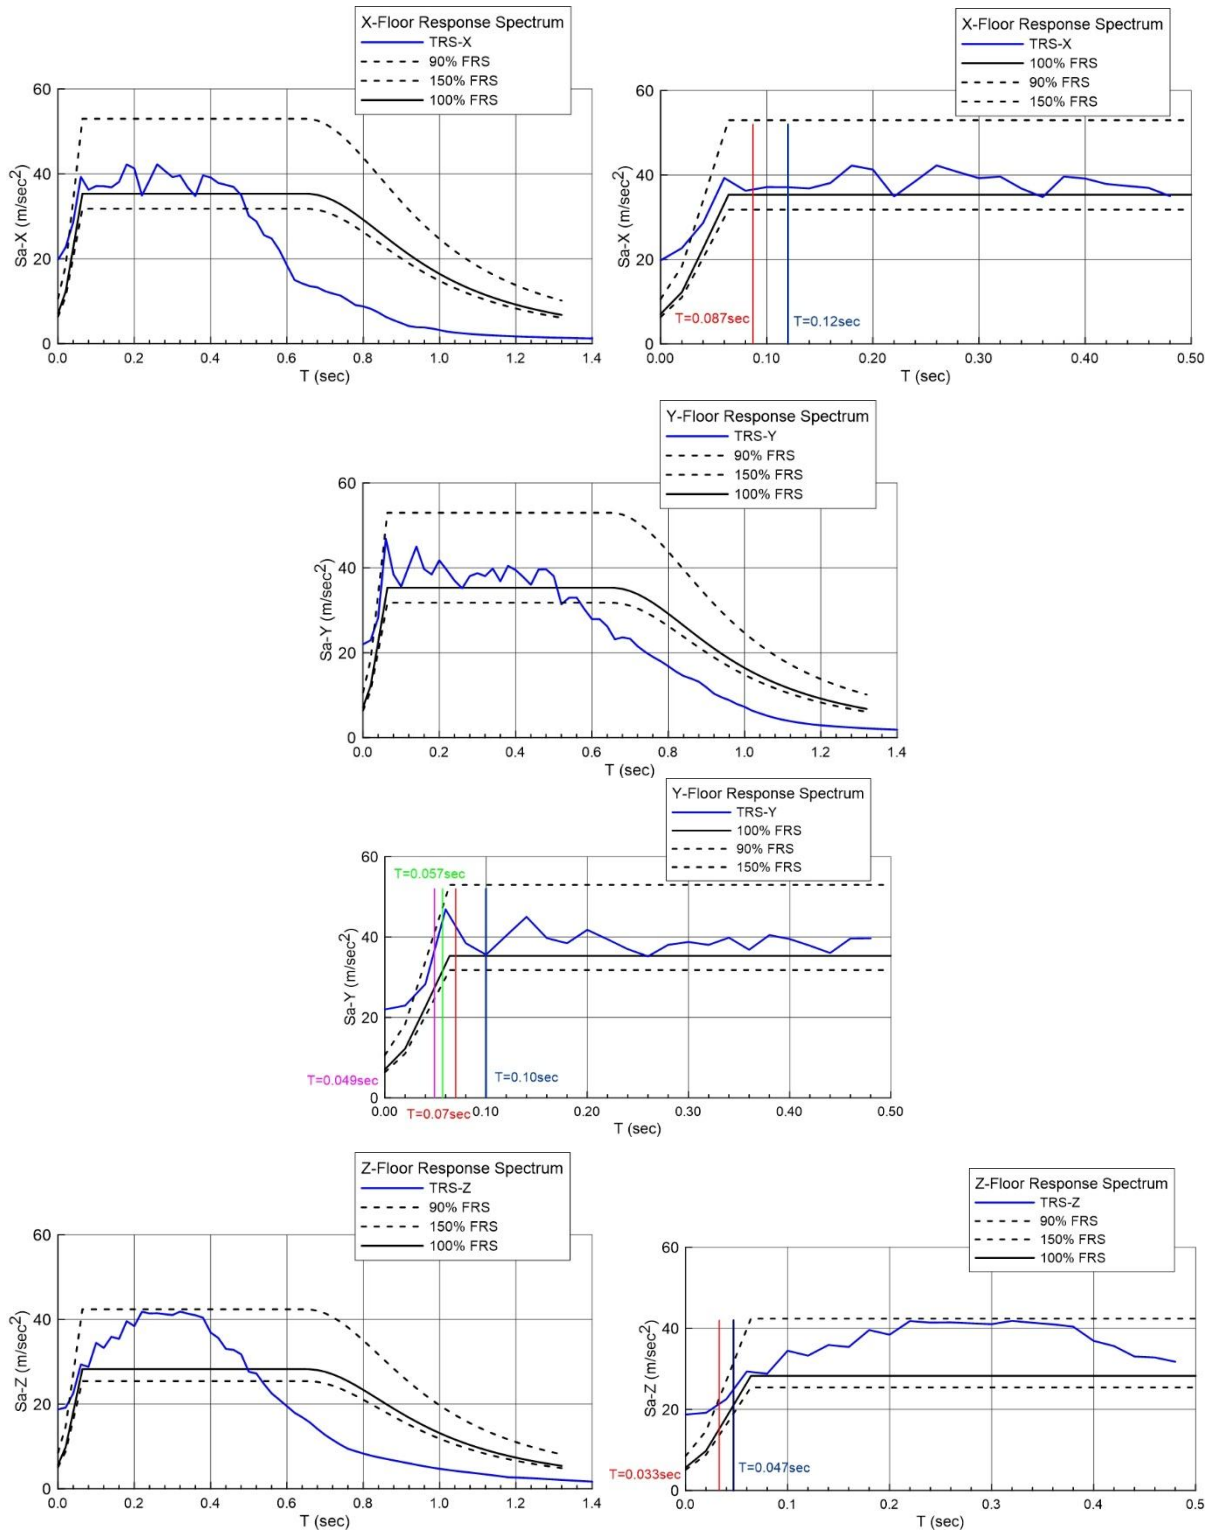 X-Floor Response Spectrum
TRS-X
90% FRS
150% FRS
100% FRS
60
40
20
0
Sa-X (m/sec²)
0.0 0.2 0.4 0.6 0.8 1.0 1.2 1.4
T (sec)
X-Floor Response Spectrum
TRS-X
100% FRS
90% FRS
150% FRS
60
40
20
0
Sa-X (m/sec²)
T=0.087sec
T=0.12sec
0.00 0.10 0.20 0.30 0.40 0.50
T (sec)
Y-Floor Response Spectrum
TRS-Y
90% FRS
150% FRS
100% FRS
60
40
20
0
Sa-Y (m/sec²)
0.0 0.2 0.4 0.6 0.8 1.0 1.2 1.4
T (sec)
Y-Floor Response Spectrum
TRS-Y
100% FRS
90% FRS
150% FRS
60
40
20
0
Sa-Y (m/sec²)
T=0.057sec
T=0.049sec
T=0.10sec
T=0.07sec
0.00 0.10 0.20 0.30 0.40 0.50
T (sec)
Z-Floor Response Spectrum
TRS-Z
90% FRS
150% FRS
100% FRS
60
40
20
0
Sa-Z (m/sec²)
0.0 0.2 0.4 0.6 0.8 1.0 1.2 1.4
T (sec)
Z-Floor Response Spectrum
TRS-Z
90% FRS
150% FRS
100% FRS
60
40
20
0
Sa-Z (m/sec²)
T=0.033sec
T=0.047sec
0.0 0.1 0.2 0.3 0.4 0.5
T (sec)